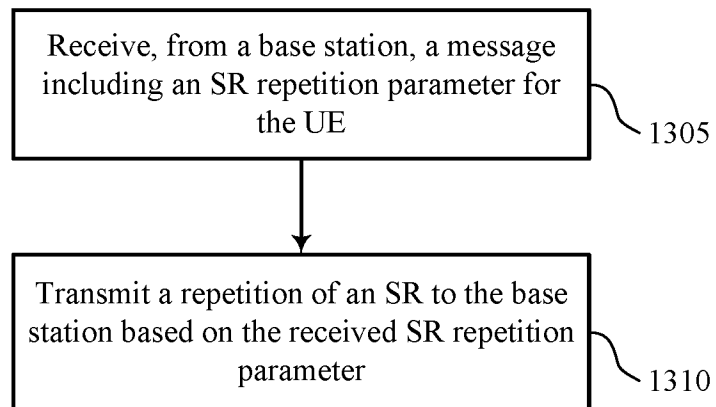 Receive, from a base station, a message
including an SR repetition parameter for
the UE
1305
Transmit a repetition of an SR to the base
station based on the received SR repetition
parameter
1310